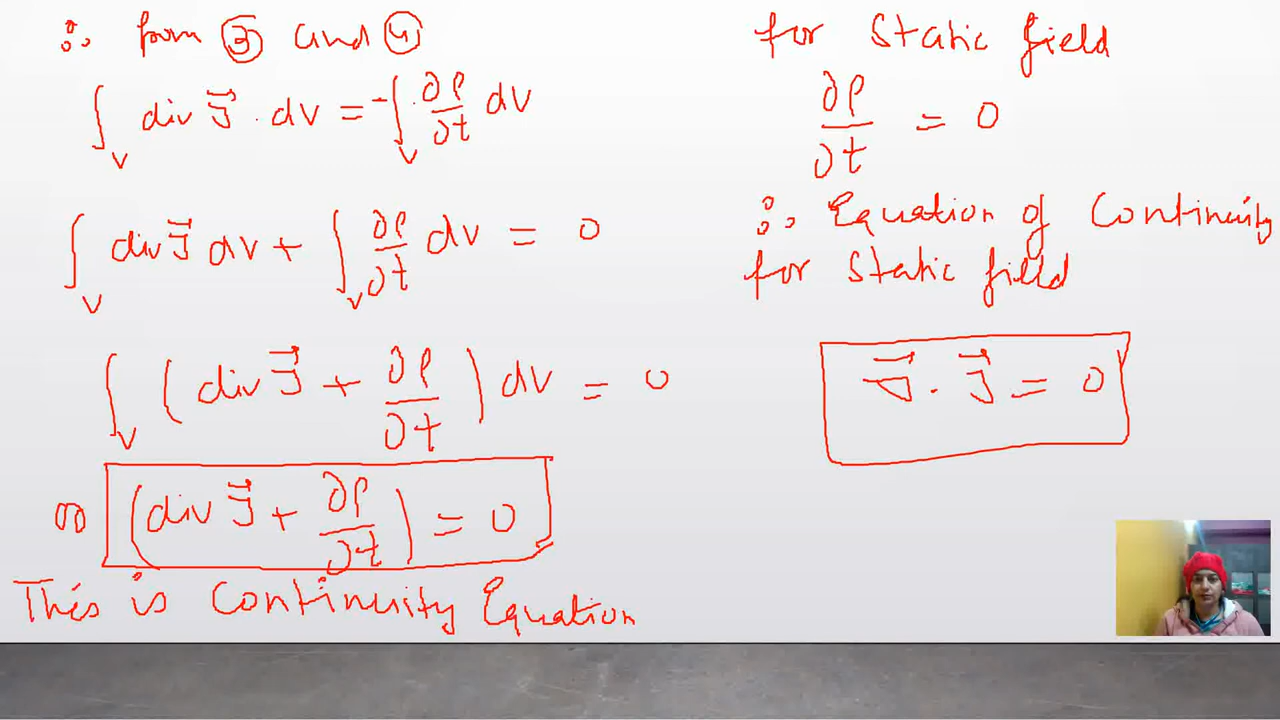 ∴ from ③ and ④
∫_V div J⃗ . dv = -∫_V ∂ρ/∂t dv
∫_V div J⃗ dv + ∫_V ∂ρ/∂t dv = 0
∫_V (div J⃗ + ∂ρ/∂t) dv = 0
or (div J⃗ + ∂ρ/∂t) = 0
This is Continuity Equation
for Static field
∂ρ/∂t = 0
∴ Equation of Continuity
for Static field
∇⃗ . J⃗ = 0